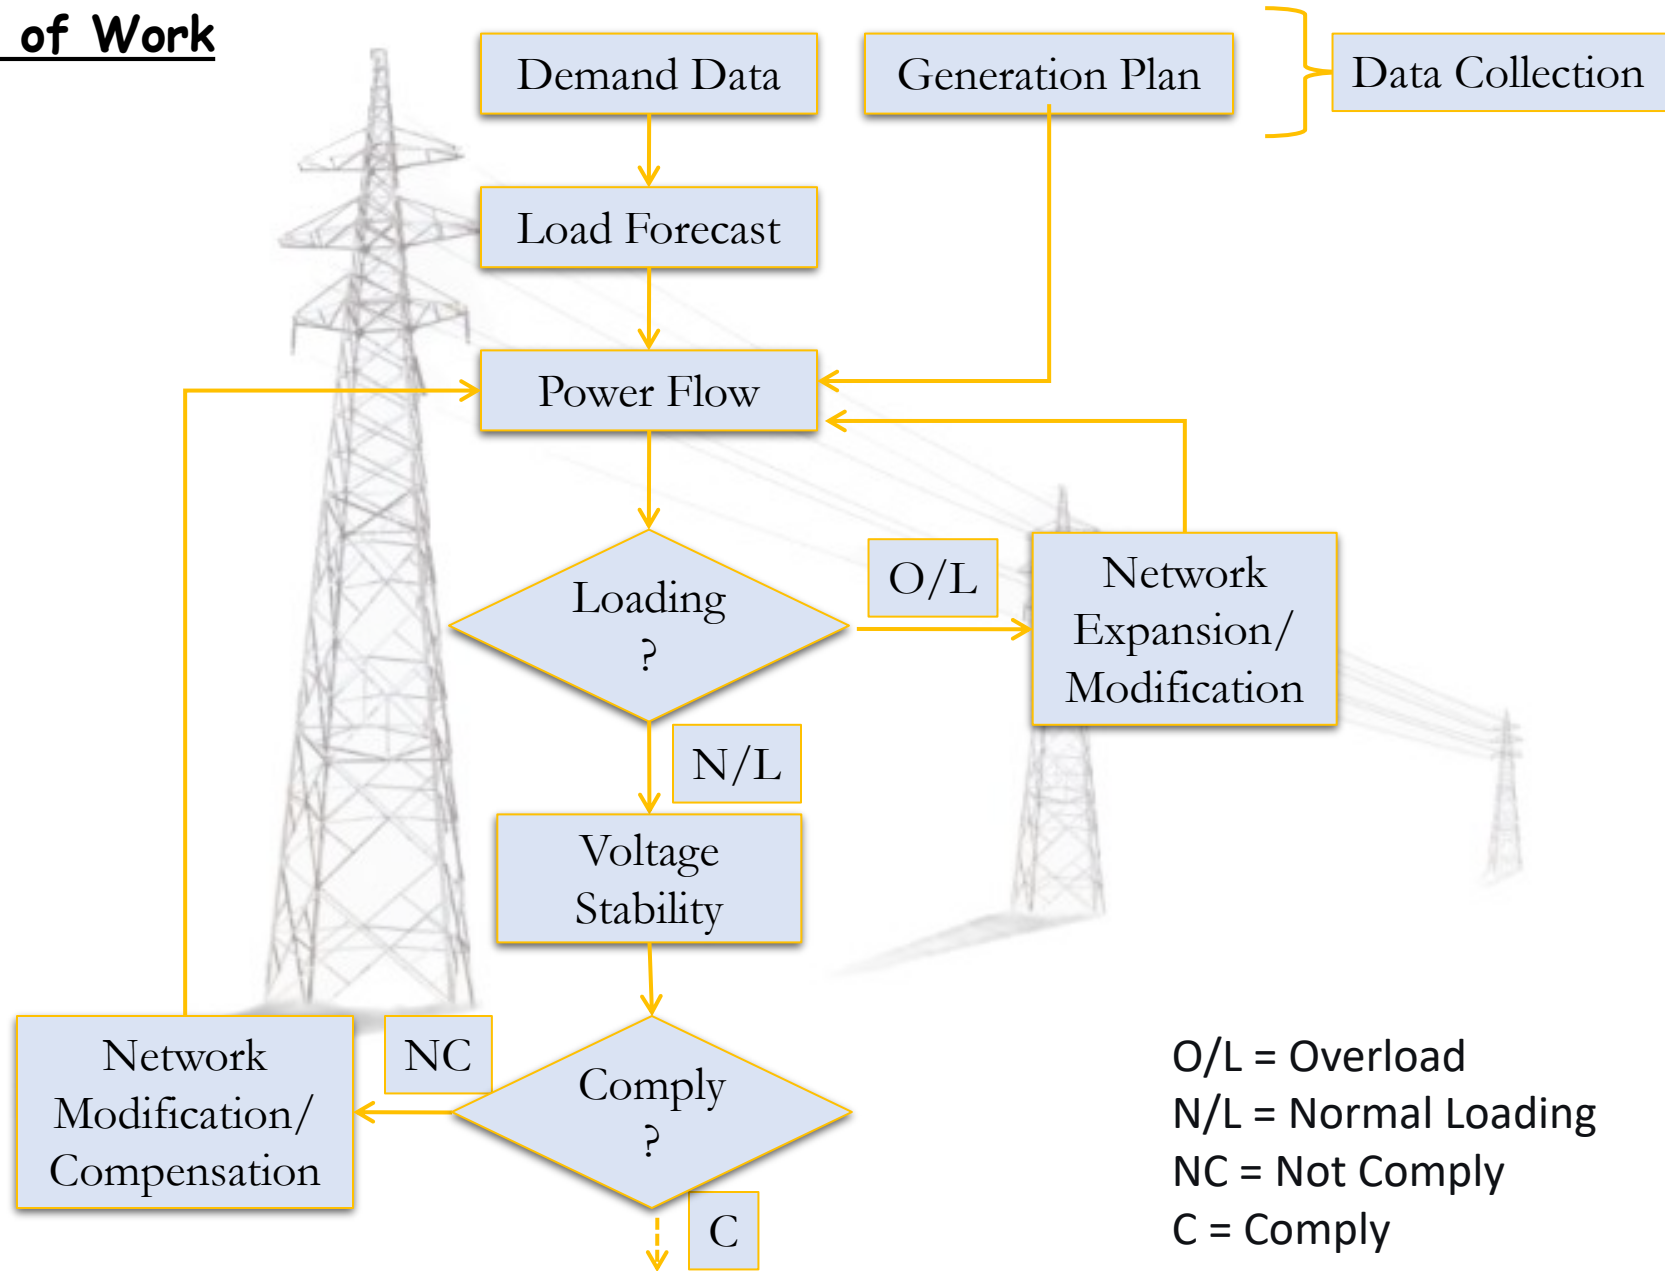 of Work
Demand Data
Generation Plan
Data Collection
Load Forecast
Power Flow
Loading
?
O/L
Network
Expansion/
Modification
N/L
Voltage
Stability
Network
Modification/
Compensation
NC
Comply
?
C
O/L = Overload
N/L = Normal Loading
NC = Not Comply
C = Comply